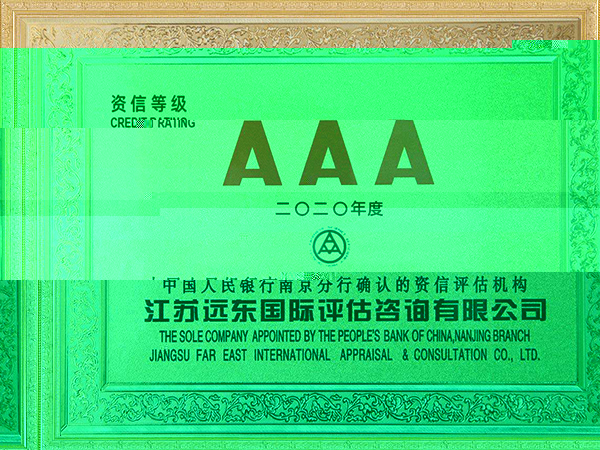 资信等级
CREDIT RATING
AAA
二〇二〇年度
中国人民银行南京分行确认的资信评估机构
江苏远东国际评估咨询有限公司
THE SOLE COMPANY APPOINTED BY THE PEOPLE'S BANK OF CHINA,NANJING BRANCH
JIANGSU FAR EAST INTERNATIONAL APPRAISAL & CONSULTATION CO., LTD.